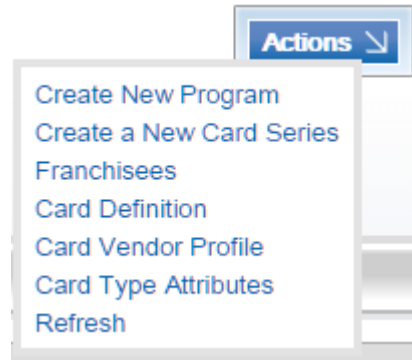 Actions
Create New Program
Create a New Card Series
Franchisees
Card Definition
Card Vendor Profile
Card Type Attributes
Refresh